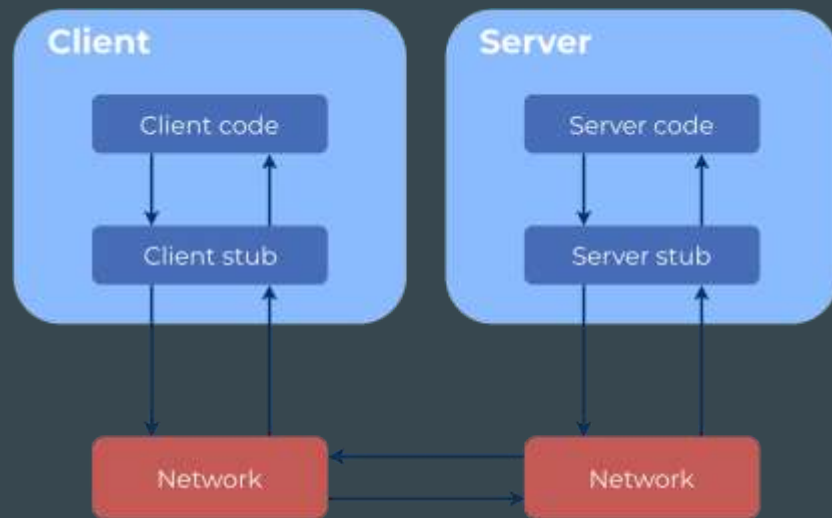 Client
Server
Client code
Server code
Client stub
Server stub
Network
Network